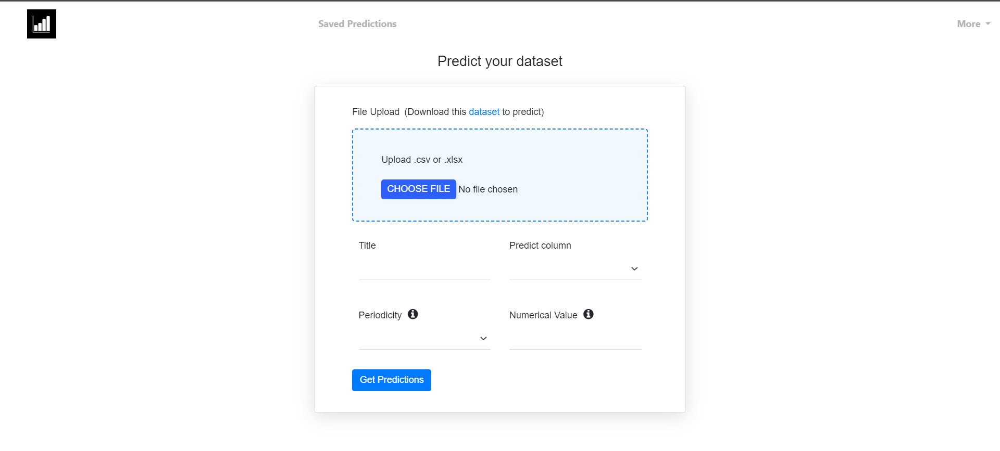 Saved Predictions
More
Predict your dataset
File Upload (Download this dataset to predict)
Upload .csv or .xlsx
CHOOSE FILE No file chosen
Title
Predict column
Periodicity
Numerical Value
Get Predictions